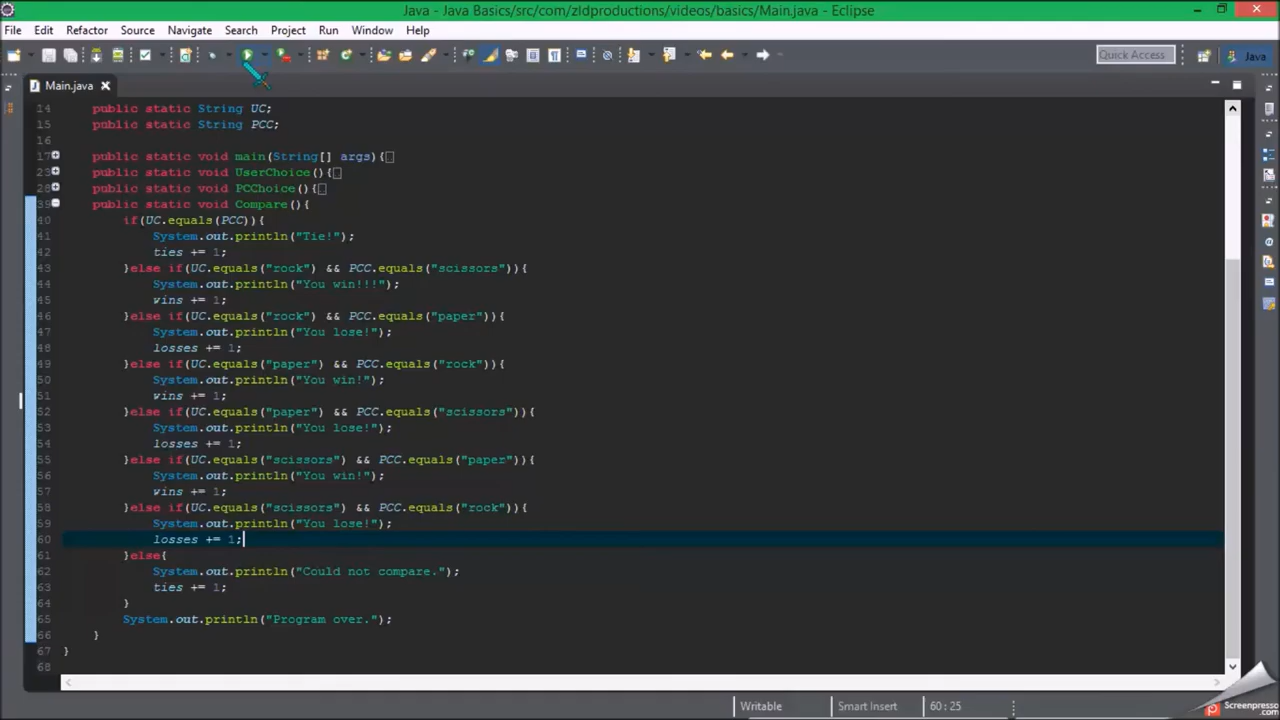 Java - Java Basics/src/com/zldproductions/videos/basics/Main.java - Eclipse
File Edit Refactor Source Navigate Search Project Run Window Help
Quick Access
Java
Main.java
14 public static String UC;
15 public static String PCC;
16
17 public static void main(String[] args){
23 public static void UserChoice(){
28 public static void PCChoice(){
39 public static void Compare(){
40 if(UC.equals(PCC)){
41 System.out.println("Tie!");
42 ties += 1;
43 }else if(UC.equals("rock") && PCC.equals("scissors")){
44 System.out.println("You win!!!");
45 wins += 1;
46 }else if(UC.equals("rock") && PCC.equals("paper")){
47 System.out.println("You lose!");
48 losses += 1;
49 }else if(UC.equals("paper") && PCC.equals("rock")){
50 System.out.println("You win!");
51 wins += 1;
52 }else if(UC.equals("paper") && PCC.equals("scissors")){
53 System.out.println("You lose!");
54 losses += 1;
55 }else if(UC.equals("scissors") && PCC.equals("paper")){
56 System.out.println("You win!");
57 wins += 1;
58 }else if(UC.equals("scissors") && PCC.equals("rock")){
59 System.out.println("You lose!");
60 losses += 1;
61 }else{
62 System.out.println("Could not compare.");
63 ties += 1;
64 }
65 System.out.println("Program over.");
66 }
67 }
68
Writable Smart Insert 60 : 25
Screenpresso
.com